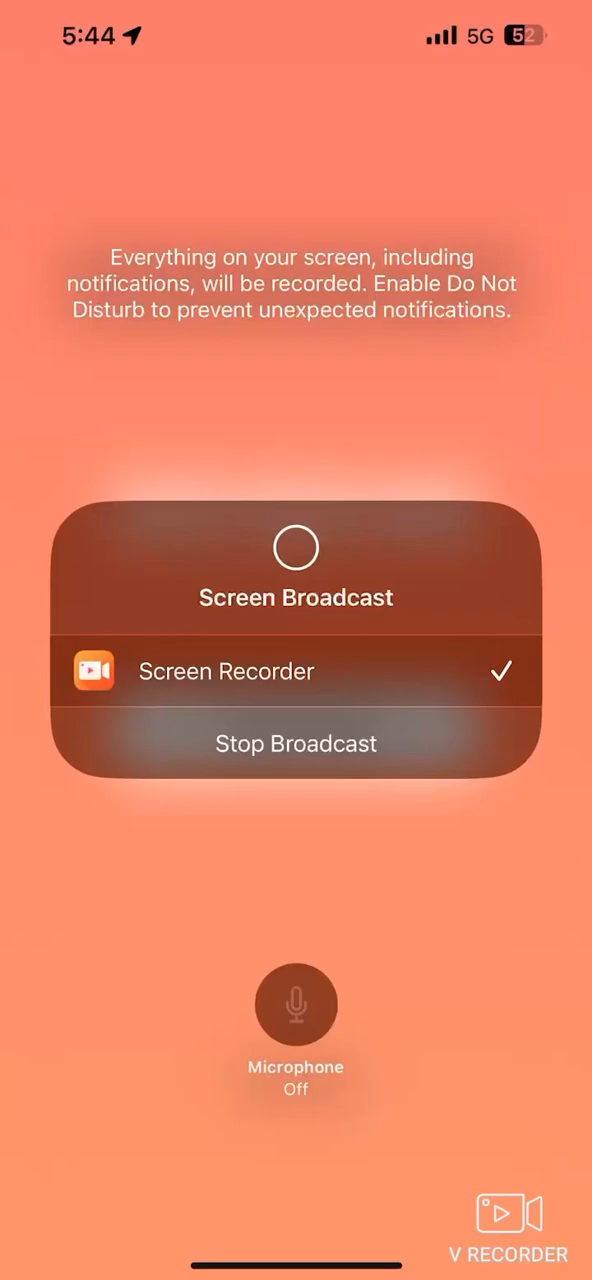 5:44 5G 52
Everything on your screen, including
notifications, will be recorded. Enable Do Not
Disturb to prevent unexpected notifications.
Screen Broadcast
Screen Recorder
Stop Broadcast
Microphone
Off
V RECORDER